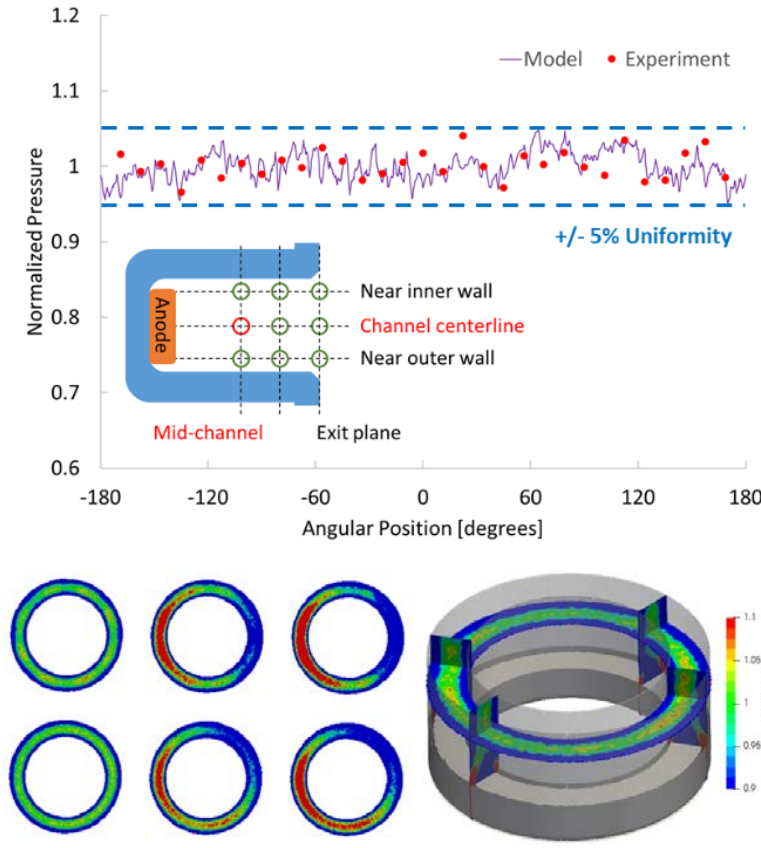 1.2
1.1
1
0.9
0.8
0.7
0.6
Normalized Pressure
Model
Experiment
+/- 5% Uniformity
Anode
Near inner wall
Channel centerline
Near outer wall
Mid-channel
Exit plane
-180
-120
-60
0
60
120
180
Angular Position [degrees]
1.1
1.05
1
0.95
0.9